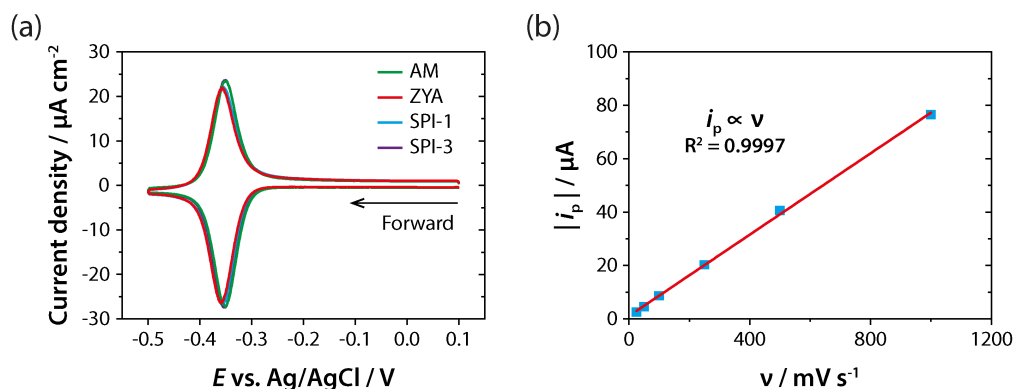 (a)
30
20
10
0
-10
-20
-30
Current density / µA cm⁻²
AM
ZYA
SPI-1
SPI-3
Forward
-0.5 -0.4 -0.3 -0.2 -0.1 0.0 0.1
E vs. Ag/AgCl / V
(b)
100
80
60
40
20
0
|iₚ| / µA
iₚ ∝ ν
R² = 0.9997
0 400 800 1200
ν / mV s⁻¹